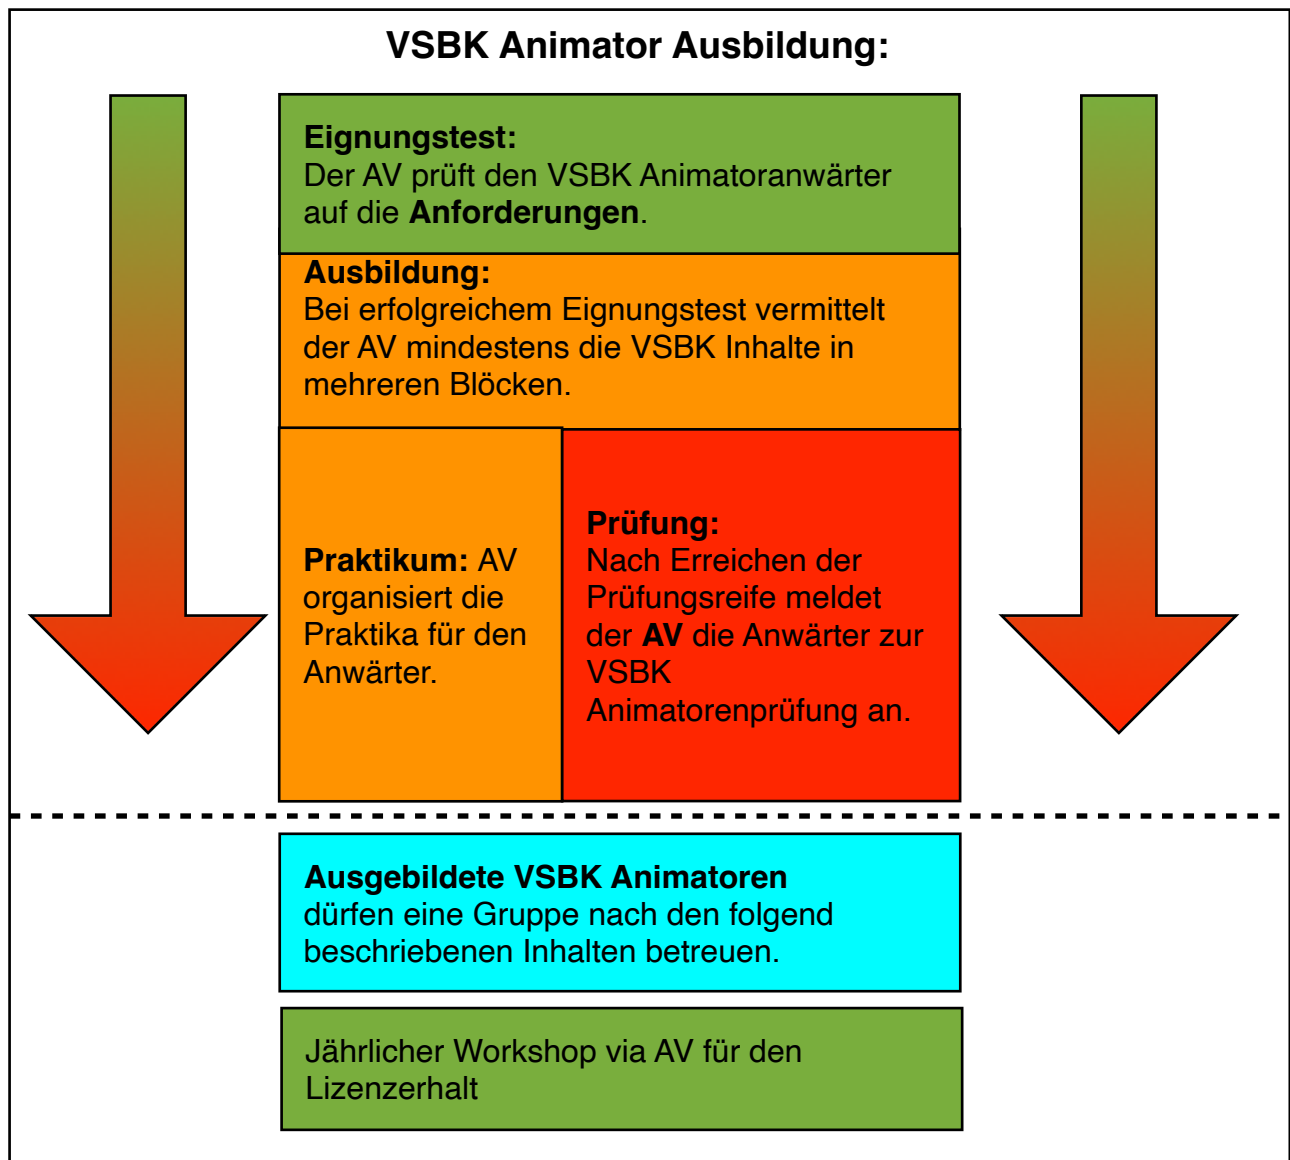 VSBK Animator Ausbildung:
Eignungstest:
Der AV prüft den VSBK Animatoranwärter
auf die Anforderungen.
Ausbildung:
Bei erfolgreichem Eignungstest vermittelt
der AV mindestens die VSBK Inhalte in
mehreren Blöcken.
Praktikum: AV
organisiert die
Praktika für den
Anwärter.
Prüfung:
Nach Erreichen der
Prüfungsreife meldet
der AV die Anwärter zur
VSBK
Animatorenprüfung an.
Ausgebildete VSBK Animatoren
dürfen eine Gruppe nach den folgend
beschriebenen Inhalten betreuen.
Jährlicher Workshop via AV für den
Lizenzerhalt